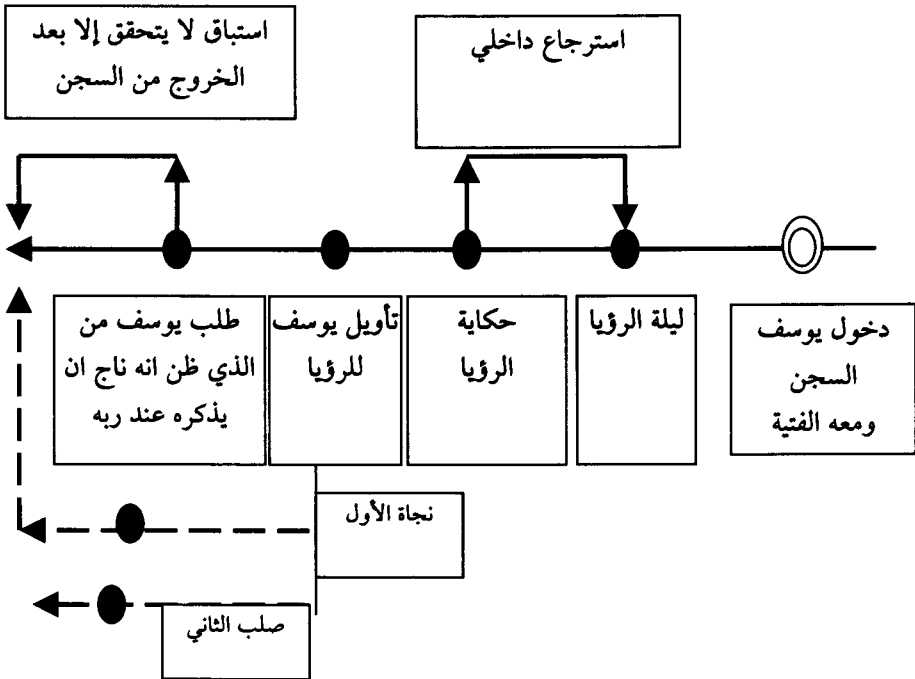 استباق لا يتحقق إلا بعد
الخروج من السجن
استرجاع داخلي
دخول يوسف
السجن
ومعه الفتية
ليلة الرؤيا
حكاية
الرؤيا
تأويل يوسف
للرؤيا
طلب يوسف من
الذي ظن انه ناج ان
يذكره عند ربه
نجاة الأول
صلب الثاني